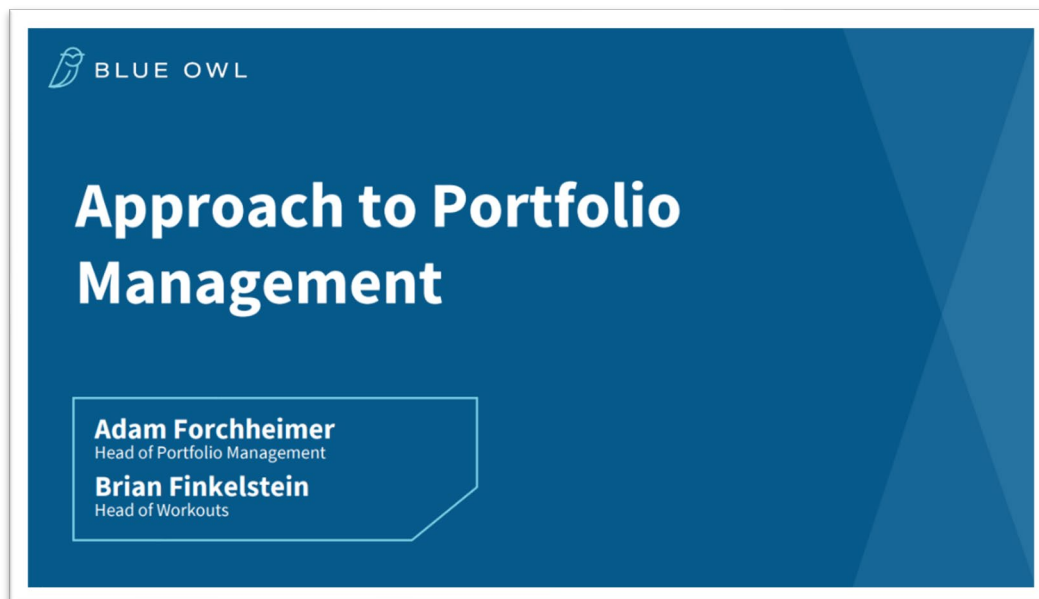 BLUE OWL
Approach to Portfolio
Management
Adam Forchheimer
Head of Portfolio Management
Brian Finkelstein
Head of Workouts